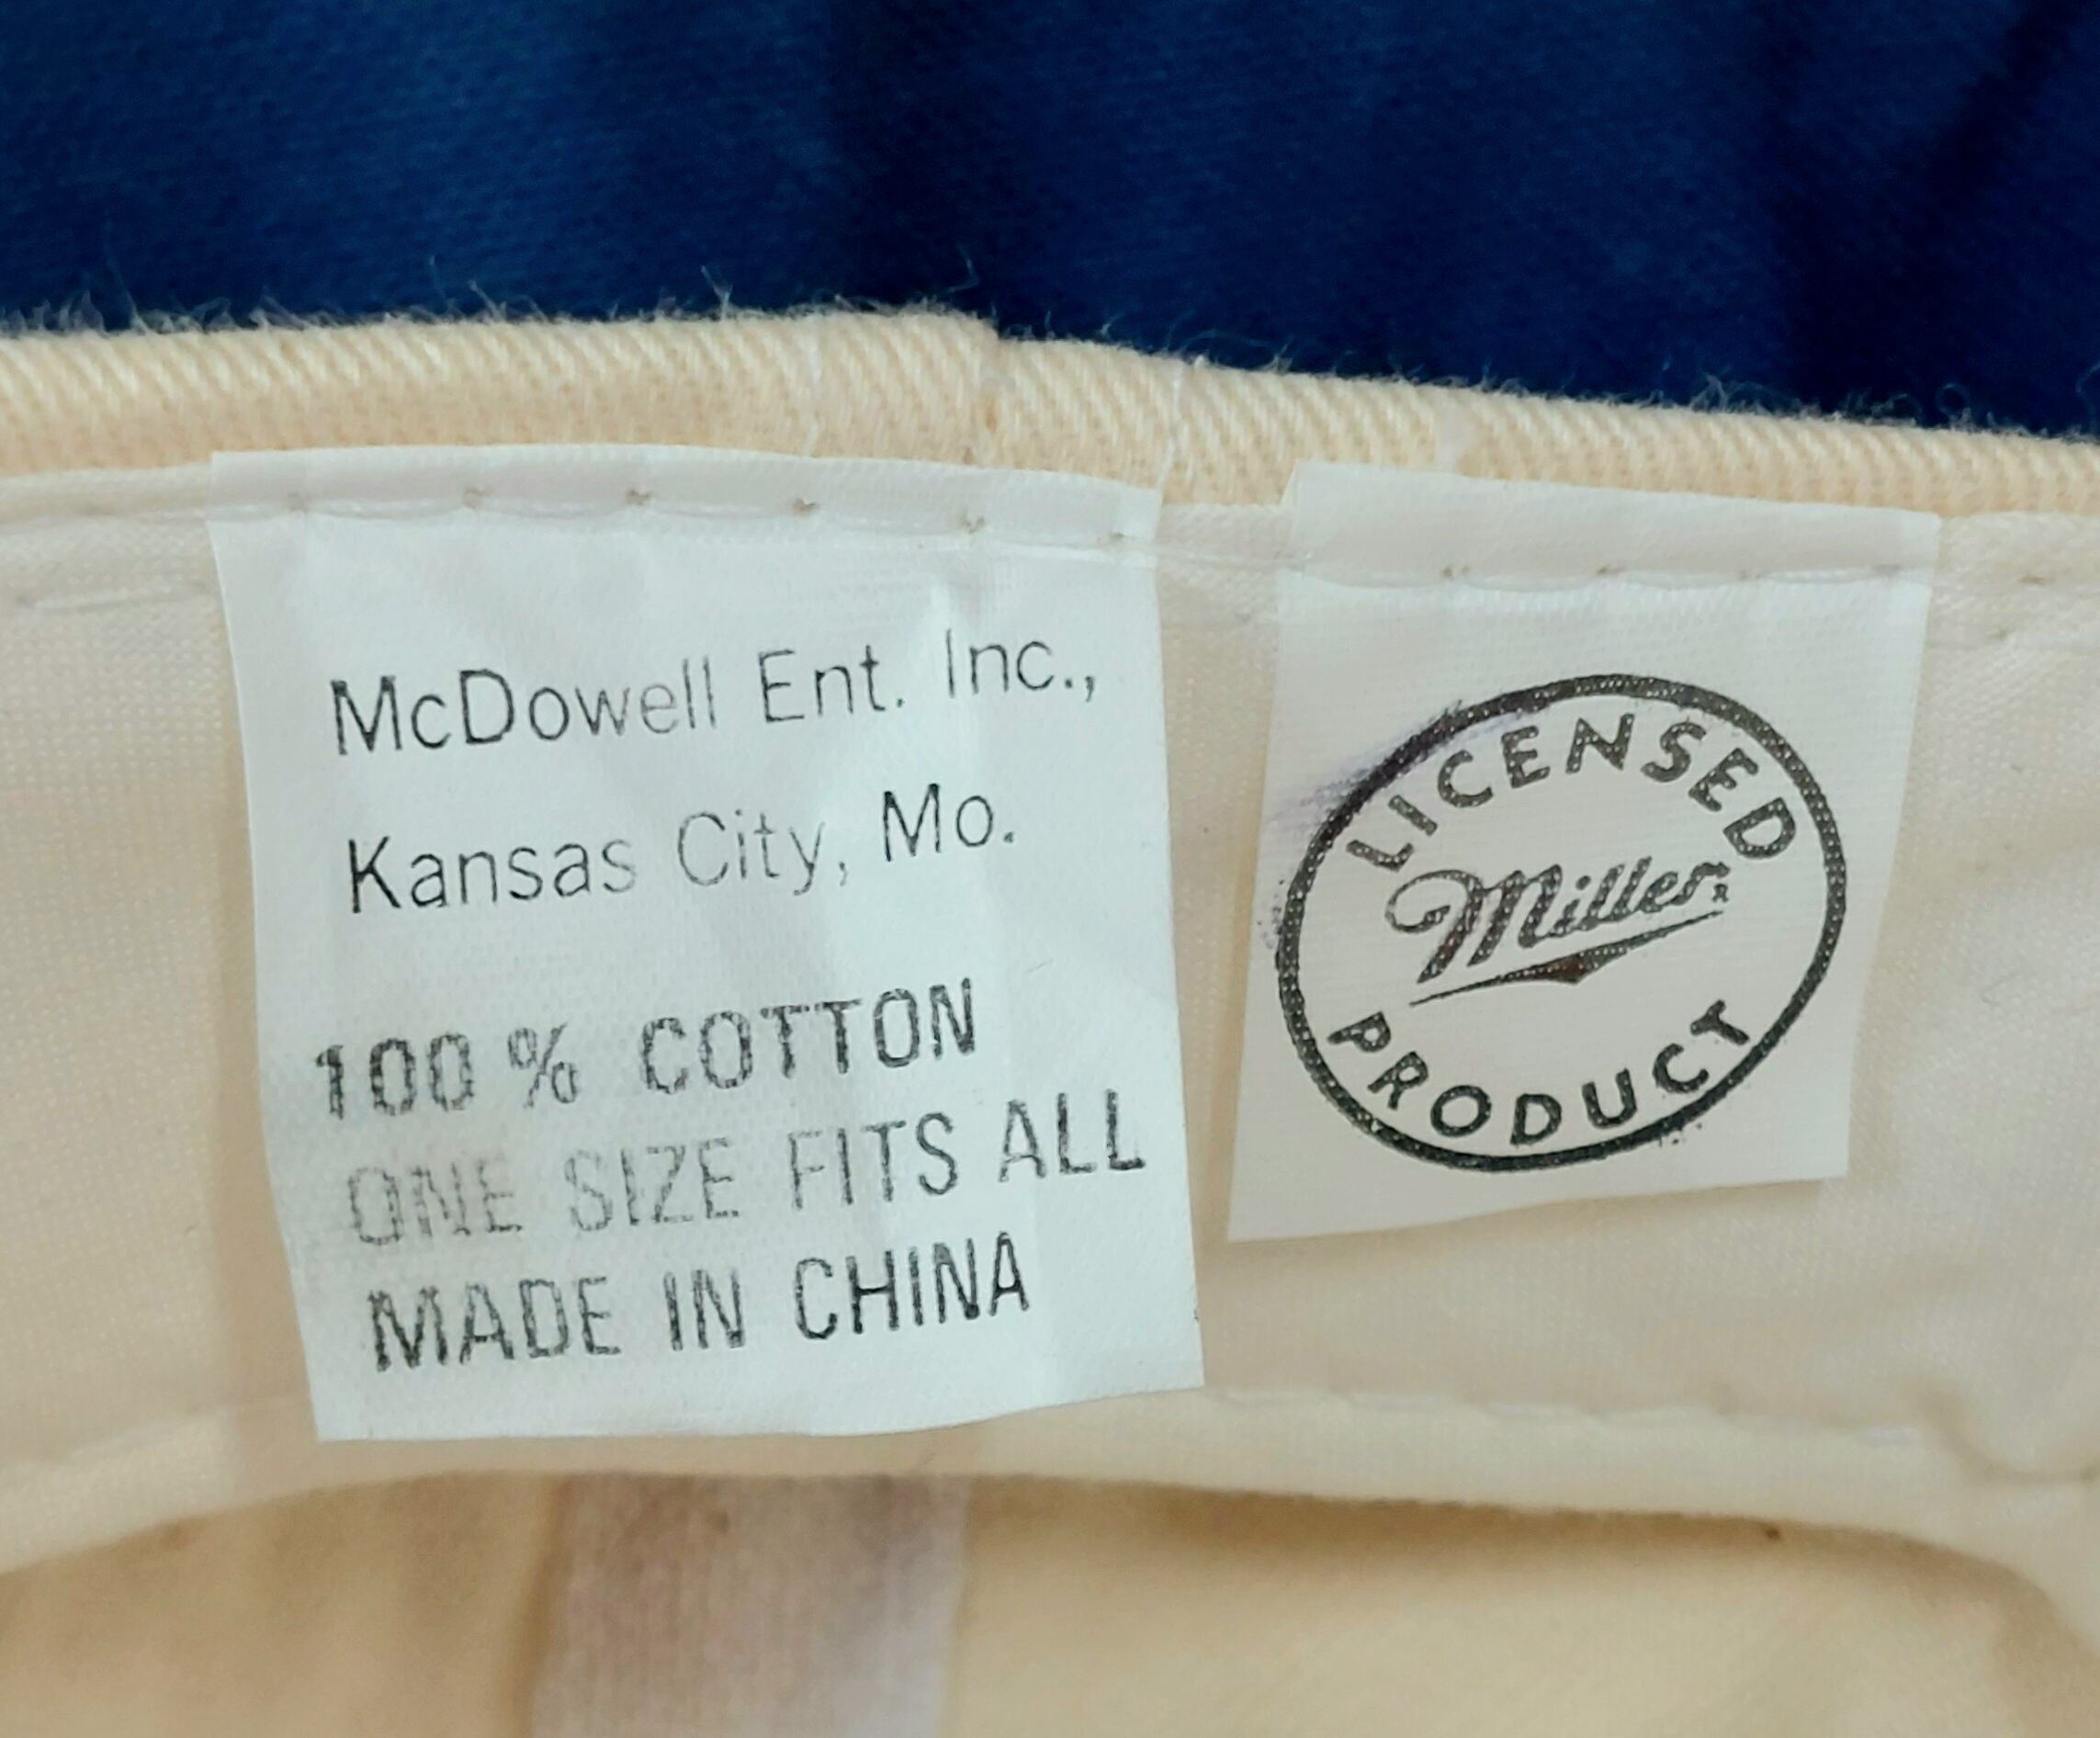 McDowell Ent. Inc.,
Kansas City, Mo.
100% COTTON
ONE SIZE FITS ALL
MADE IN CHINA
LICENSED
Miller
PRODUCT